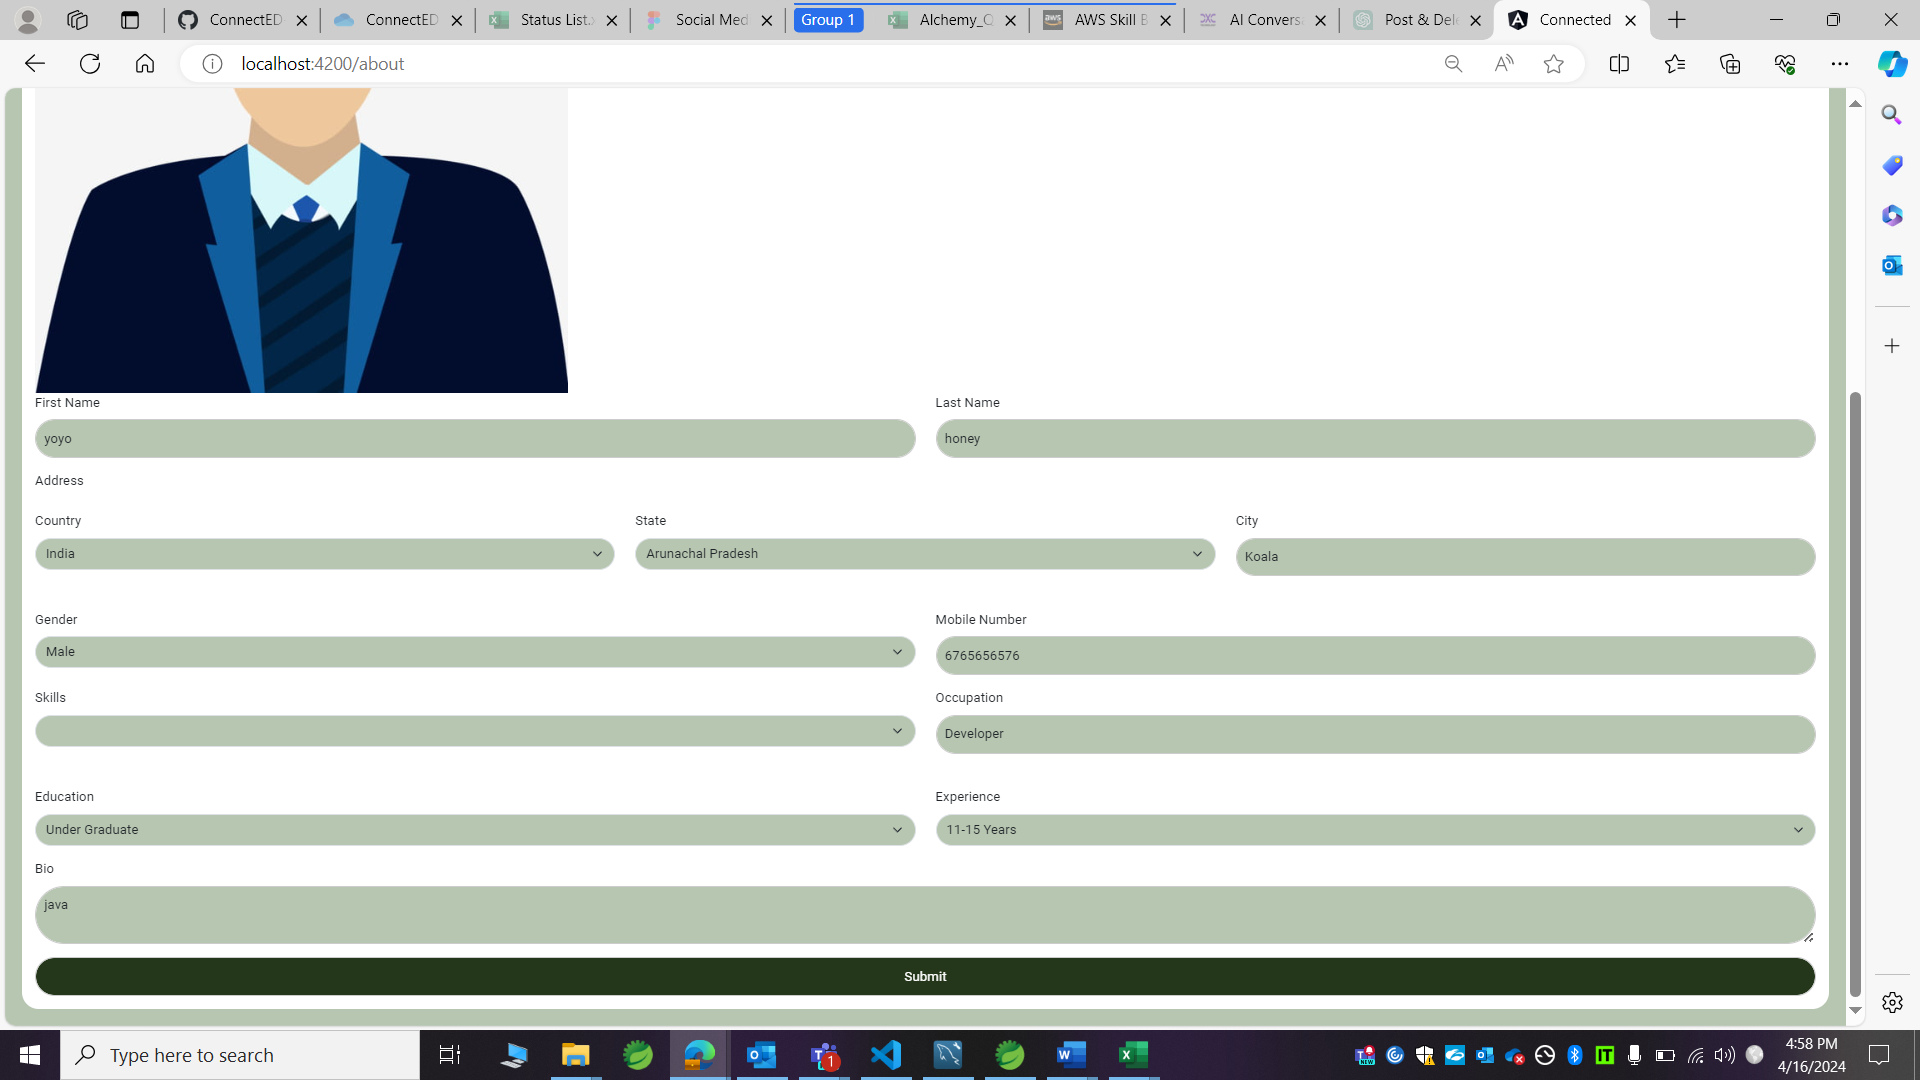 ConnectED
ConnectED
Status List.x
Social Med
Group 1
Alchemy_C
AWS Skill B
AI Convers
Post & Dele
Connected
localhost:4200/about
First Name
Last Name
yoyo
honey
Address
Country
State
City
India
Arunachal Pradesh
Koala
Gender
Mobile Number
Male
6765656576
Skills
Occupation
Developer
Education
Experience
Under Graduate
11-15 Years
Bio
java
Submit
Type here to search
4:58 PM
4/16/2024